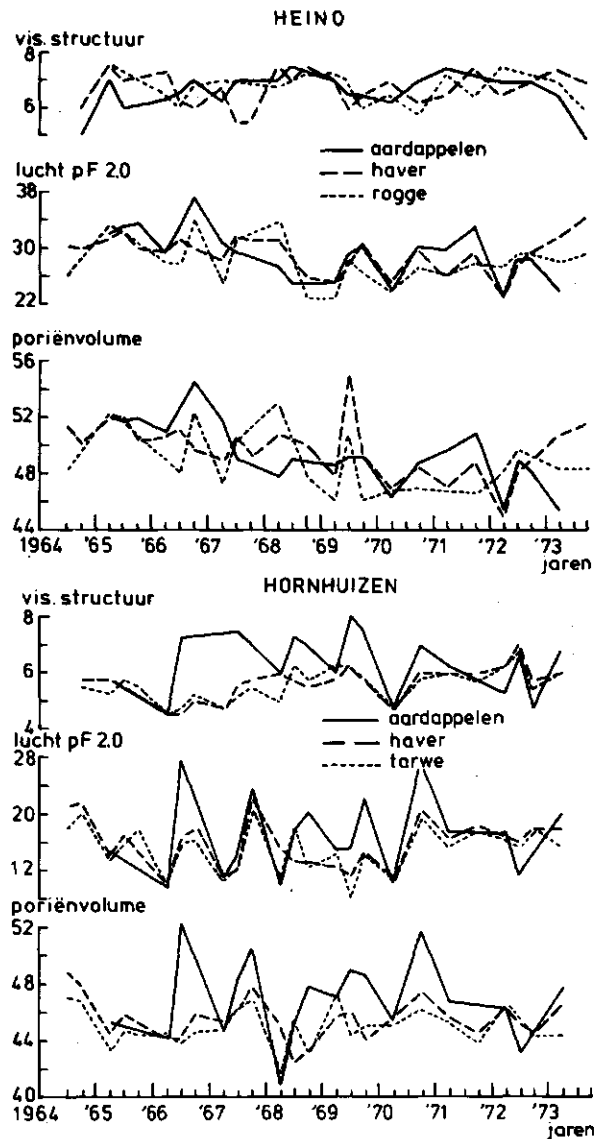 HEINO
vis. structuur
8
6
aardappelen
haver
rogge
lucht pF 2.0
38
30
22
poriënvolume
56
52
48
44
1964 '65 '66 '67 '68 '69 '70 '71 '72 '73
jaren
HORNHUIZEN
vis. structuur
8
6
4
aardappelen
haver
tarwe
lucht pF 2.0
28
20
12
poriënvolume
52
48
44
40
1964 '65 '66 '67 '68 '69 '70 '71 '72 '73
jaren